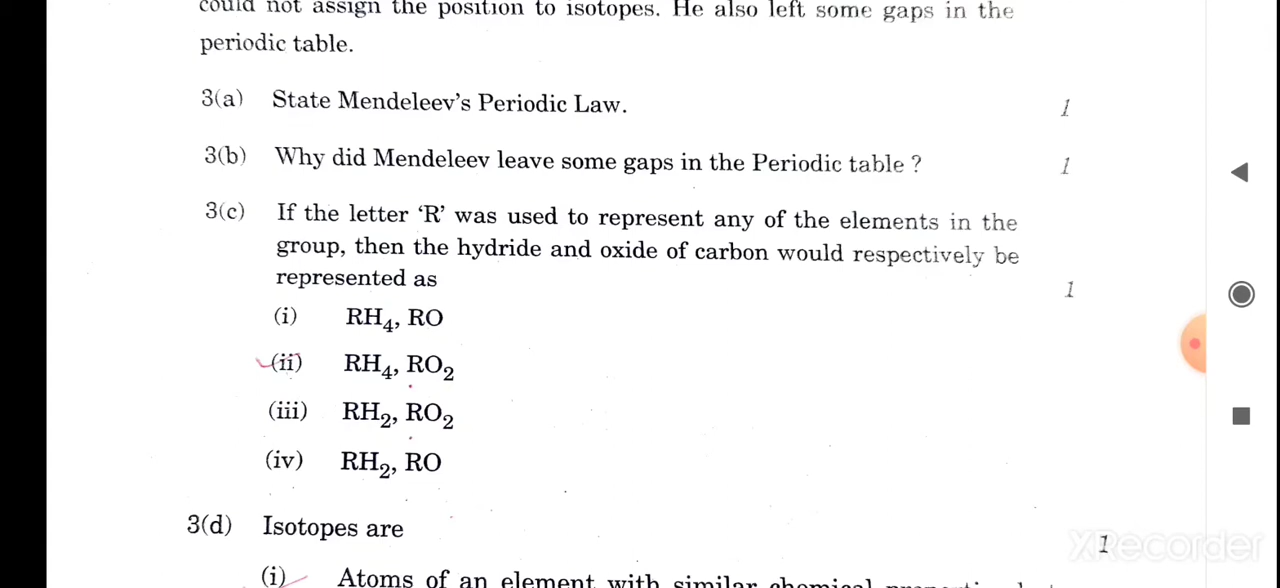 could not assign the position to isotopes. He also left some gaps in the
periodic table.
3(a) State Mendeleev's Periodic Law. 1
3(b) Why did Mendeleev leave some gaps in the Periodic table ? 1
3(c) If the letter 'R' was used to represent any of the elements in the
group, then the hydride and oxide of carbon would respectively be
represented as 1
(i) RH₄, RO
(ii) RH₄, RO₂
(iii) RH₂, RO₂
(iv) RH₂, RO
3(d) Isotopes are 1
XRecorder
(i) Atoms of an element with similar chemical